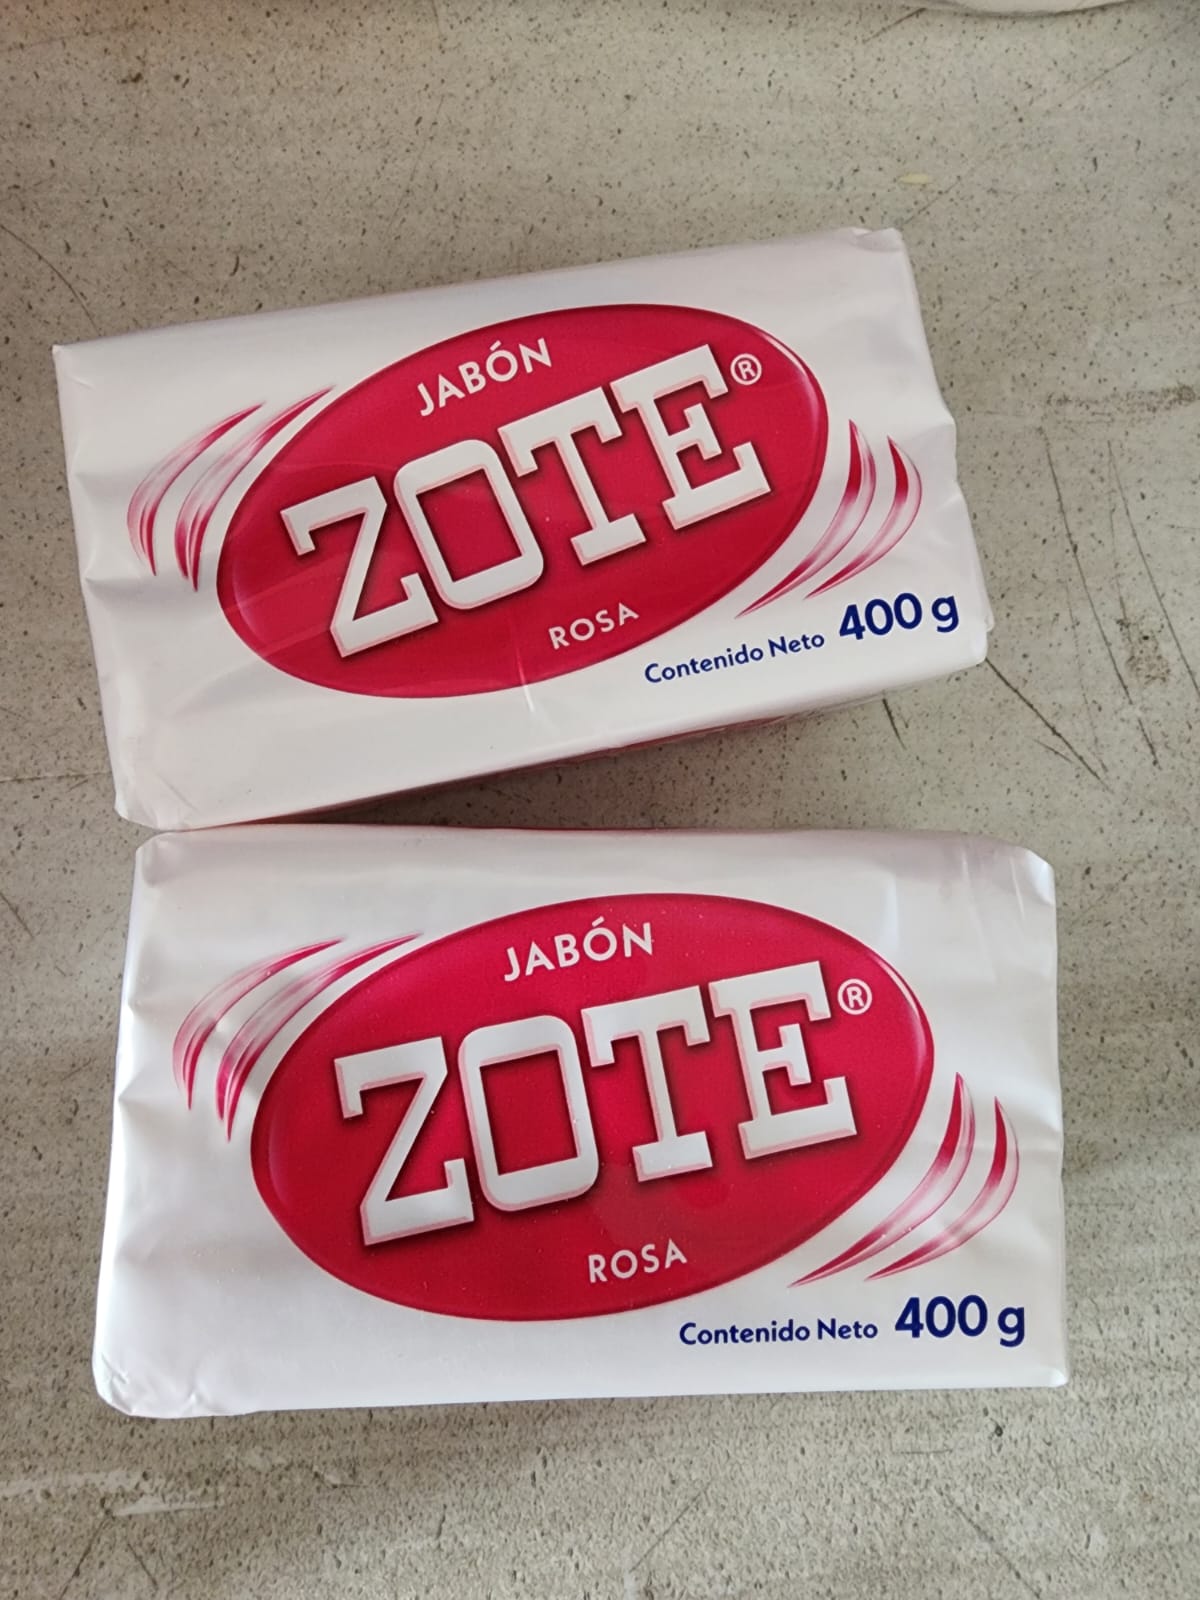 JABÓN
ZOTE®
ROSA
Contenido Neto 400 g
JABÓN
ZOTE®
ROSA
Contenido Neto 400 g